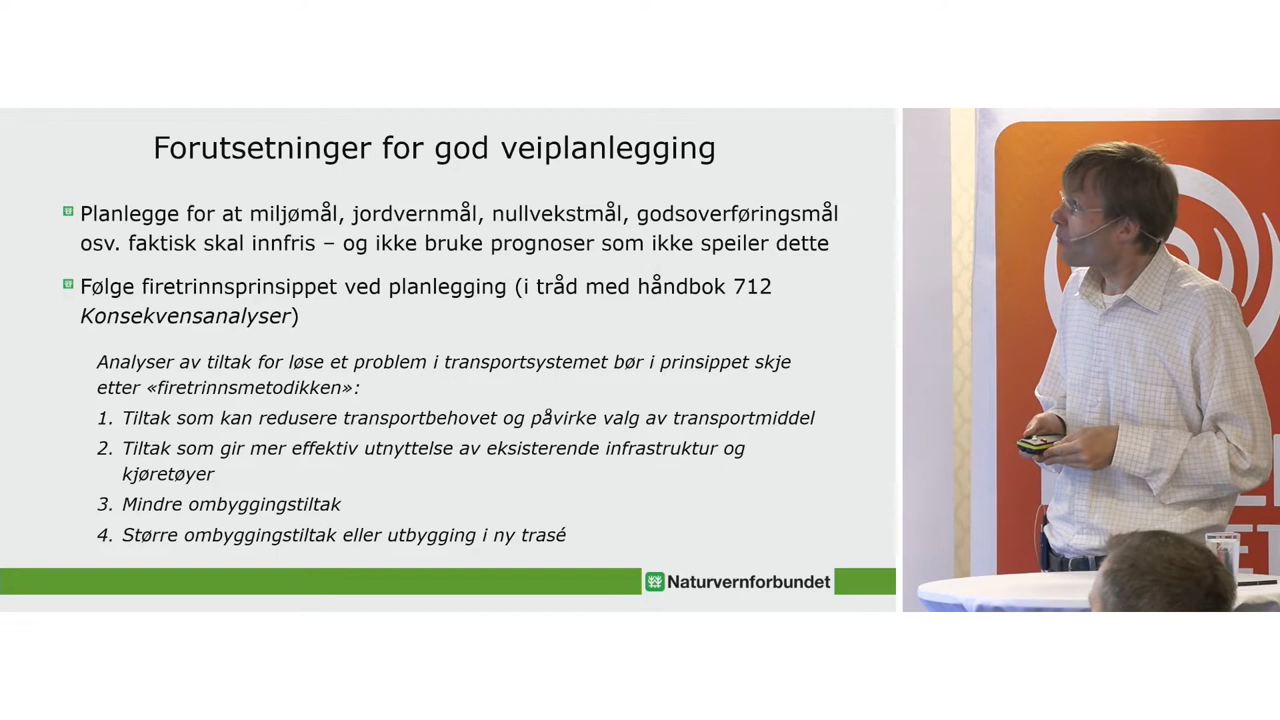 Forutsetninger for god veiplanlegging
Planlegge for at miljømål, jordvernmål, nullvekstmål, godsoverføringsmål
osv. faktisk skal innfris – og ikke bruke prognoser som ikke speiler dette
Følge firetrinnsprinsippet ved planlegging (i tråd med håndbok 712
Konsekvensanalyser)
Analyser av tiltak for løse et problem i transportsystemet bør i prinsippet skje
etter «firetrinnsmetodikken»:
1. Tiltak som kan redusere transportbehovet og påvirke valg av transportmiddel
2. Tiltak som gir mer effektiv utnyttelse av eksisterende infrastruktur og
kjøretøyer
3. Mindre ombyggingstiltak
4. Større ombyggingstiltak eller utbygging i ny trasé
Naturvernforbundet